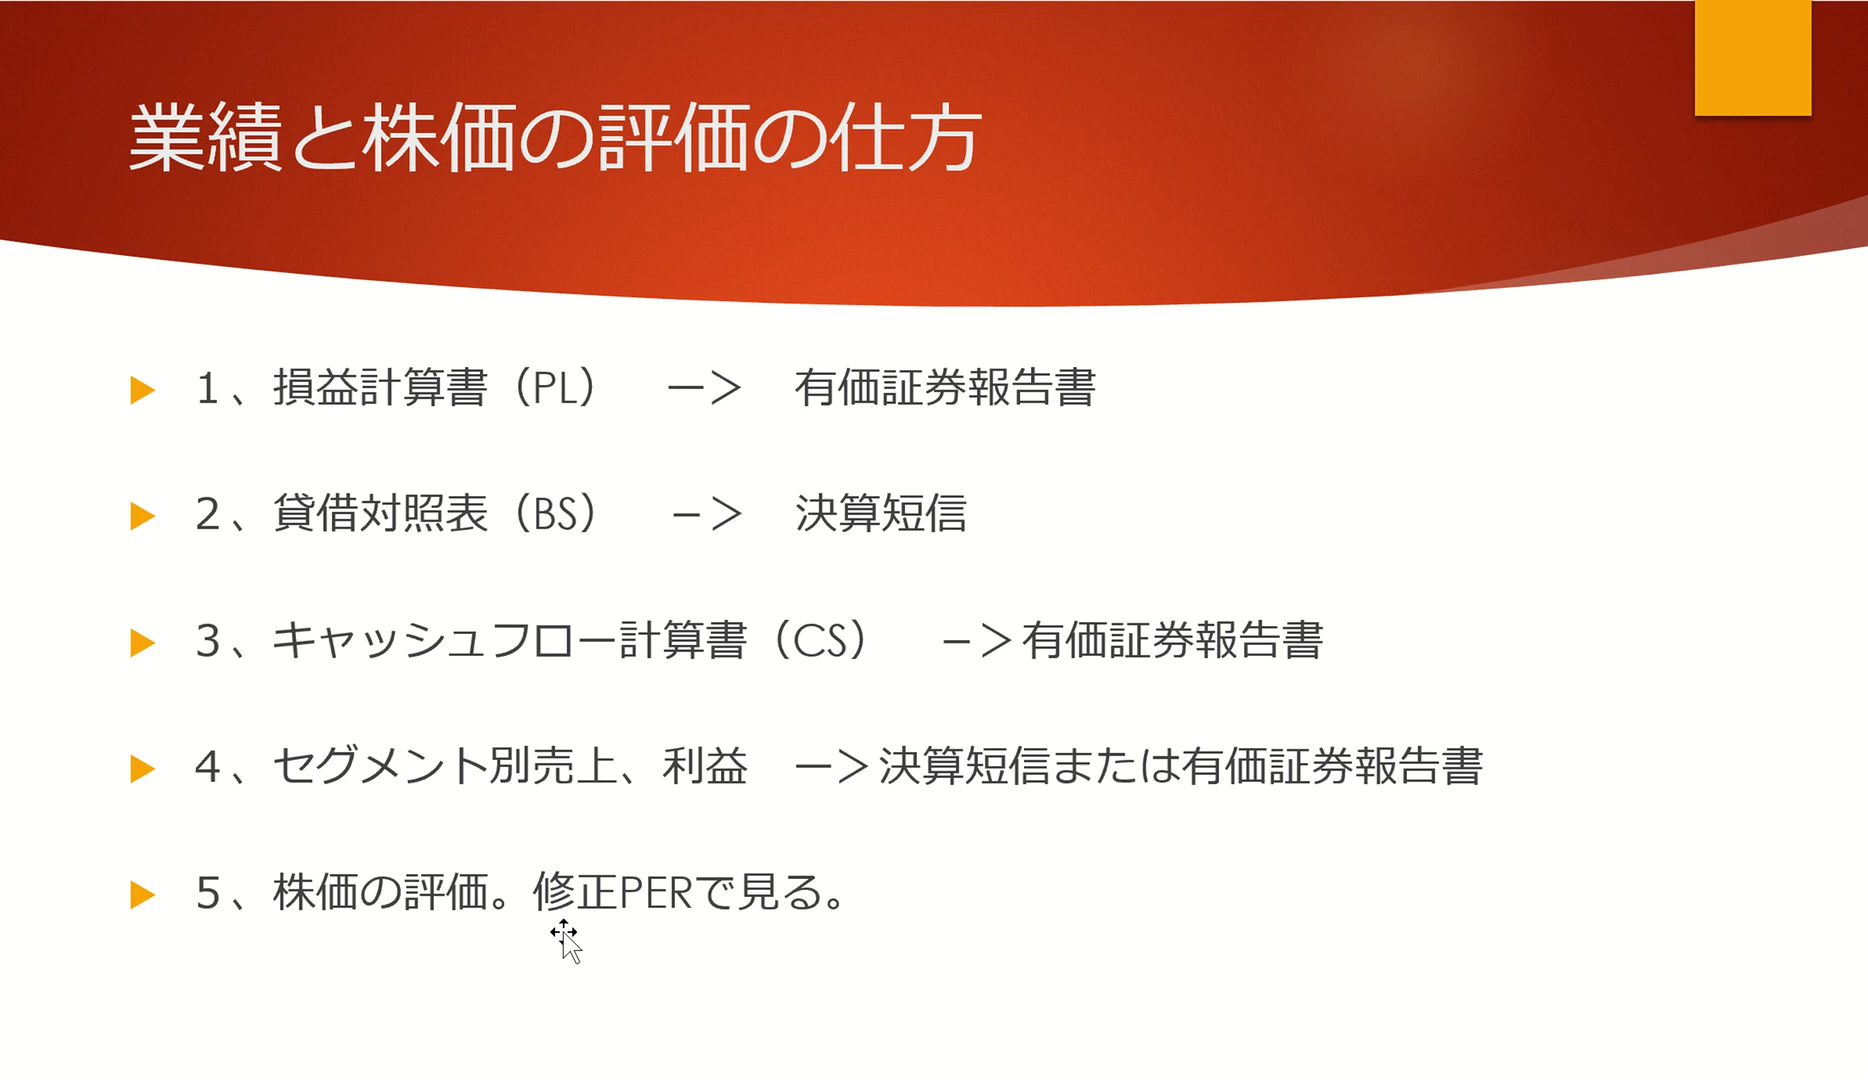 業績と株価の評価の仕方
１、損益計算書（PL）　ー＞　有価証券報告書
２、貸借対照表（BS）　－＞　決算短信
３、キャッシュフロー計算書（CS）　－＞有価証券報告書
４、セグメント別売上、利益　ー＞決算短信または有価証券報告書
５、株価の評価。修正PERで見る。